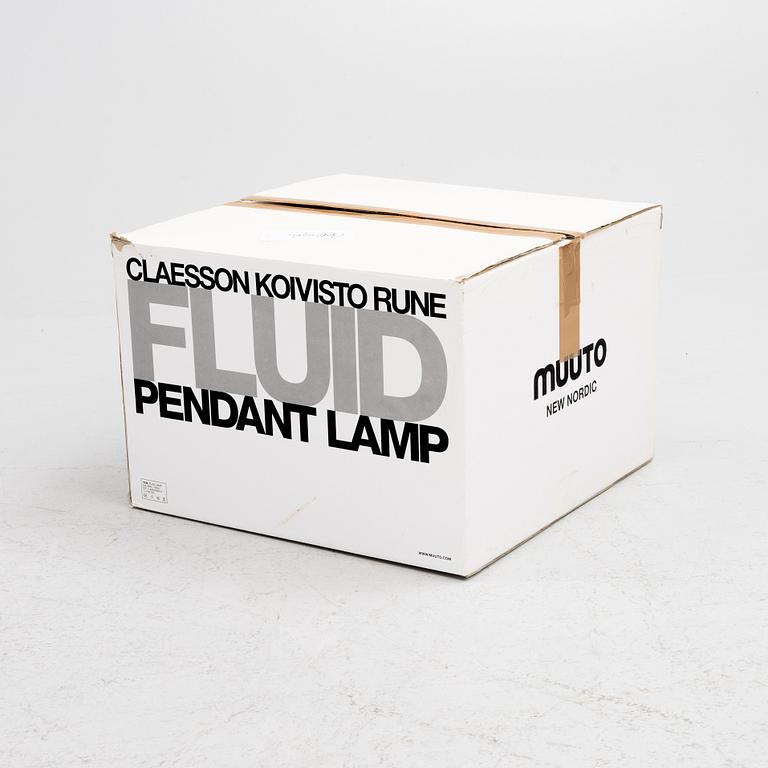 CLAESSON KOIVISTO RUNE
FLUID
PENDANT LAMP
WWW.MUUTO.COM
muuto
NEW NORDIC